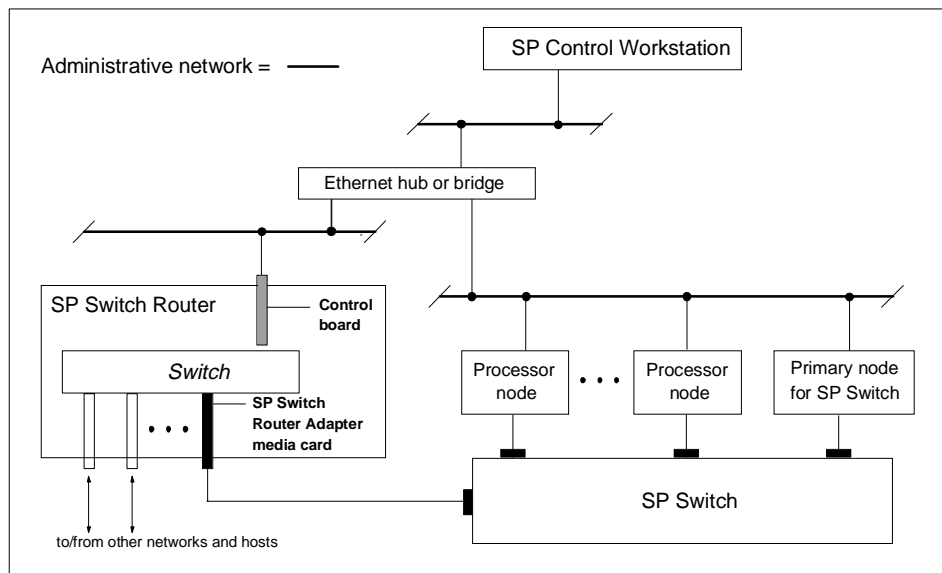 SP Control Workstation
Administrative network =
Ethernet hub or bridge
SP Switch Router
Control
board
Switch
SP Switch
Router Adapter
media card
to/from other networks and hosts
Processor
node
Processor
node
Primary node
for SP Switch
SP Switch